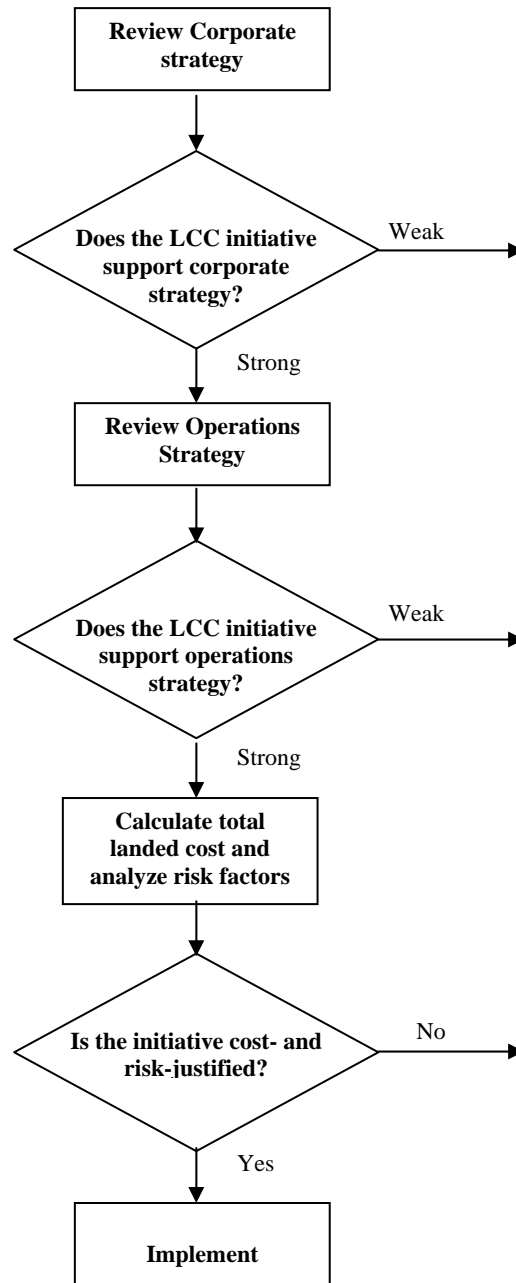 Review Corporate
strategy
Does the LCC initiative
support corporate
strategy?
Weak
Strong
Review Operations
Strategy
Does the LCC initiative
support operations
strategy?
Weak
Strong
Calculate total
landed cost and
analyze risk factors
Is the initiative cost- and
risk-justified?
No
Yes
Implement